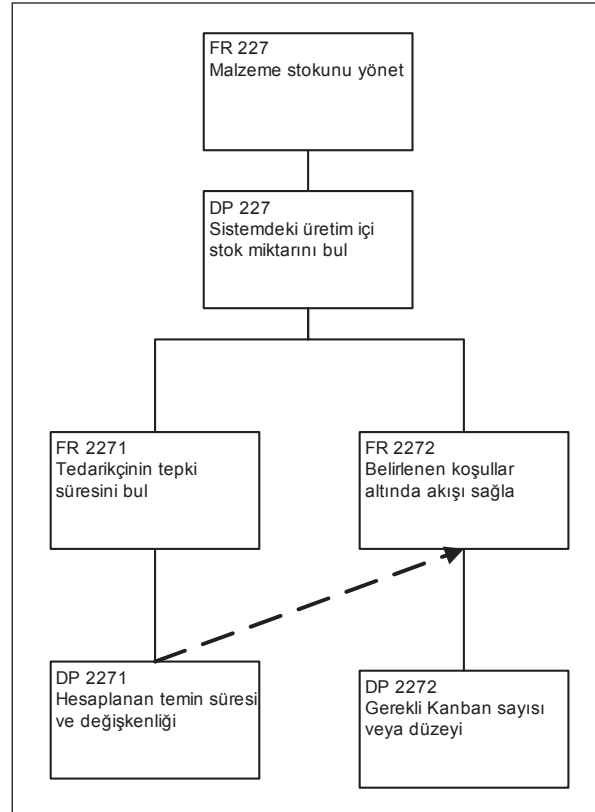 FR 227
Malzeme stokunu yönet
DP 227
Sistemdeki üretim içi
stok miktarını bul
FR 2271
Tedarikçinin tepki
süresini bul
FR 2272
Belirlenen koşullar
altında akışı sağla
DP 2271
Hesaplanan temin süresi
ve değişkenliği
DP 2272
Gerekli Kanban sayısı
veya düzeyi